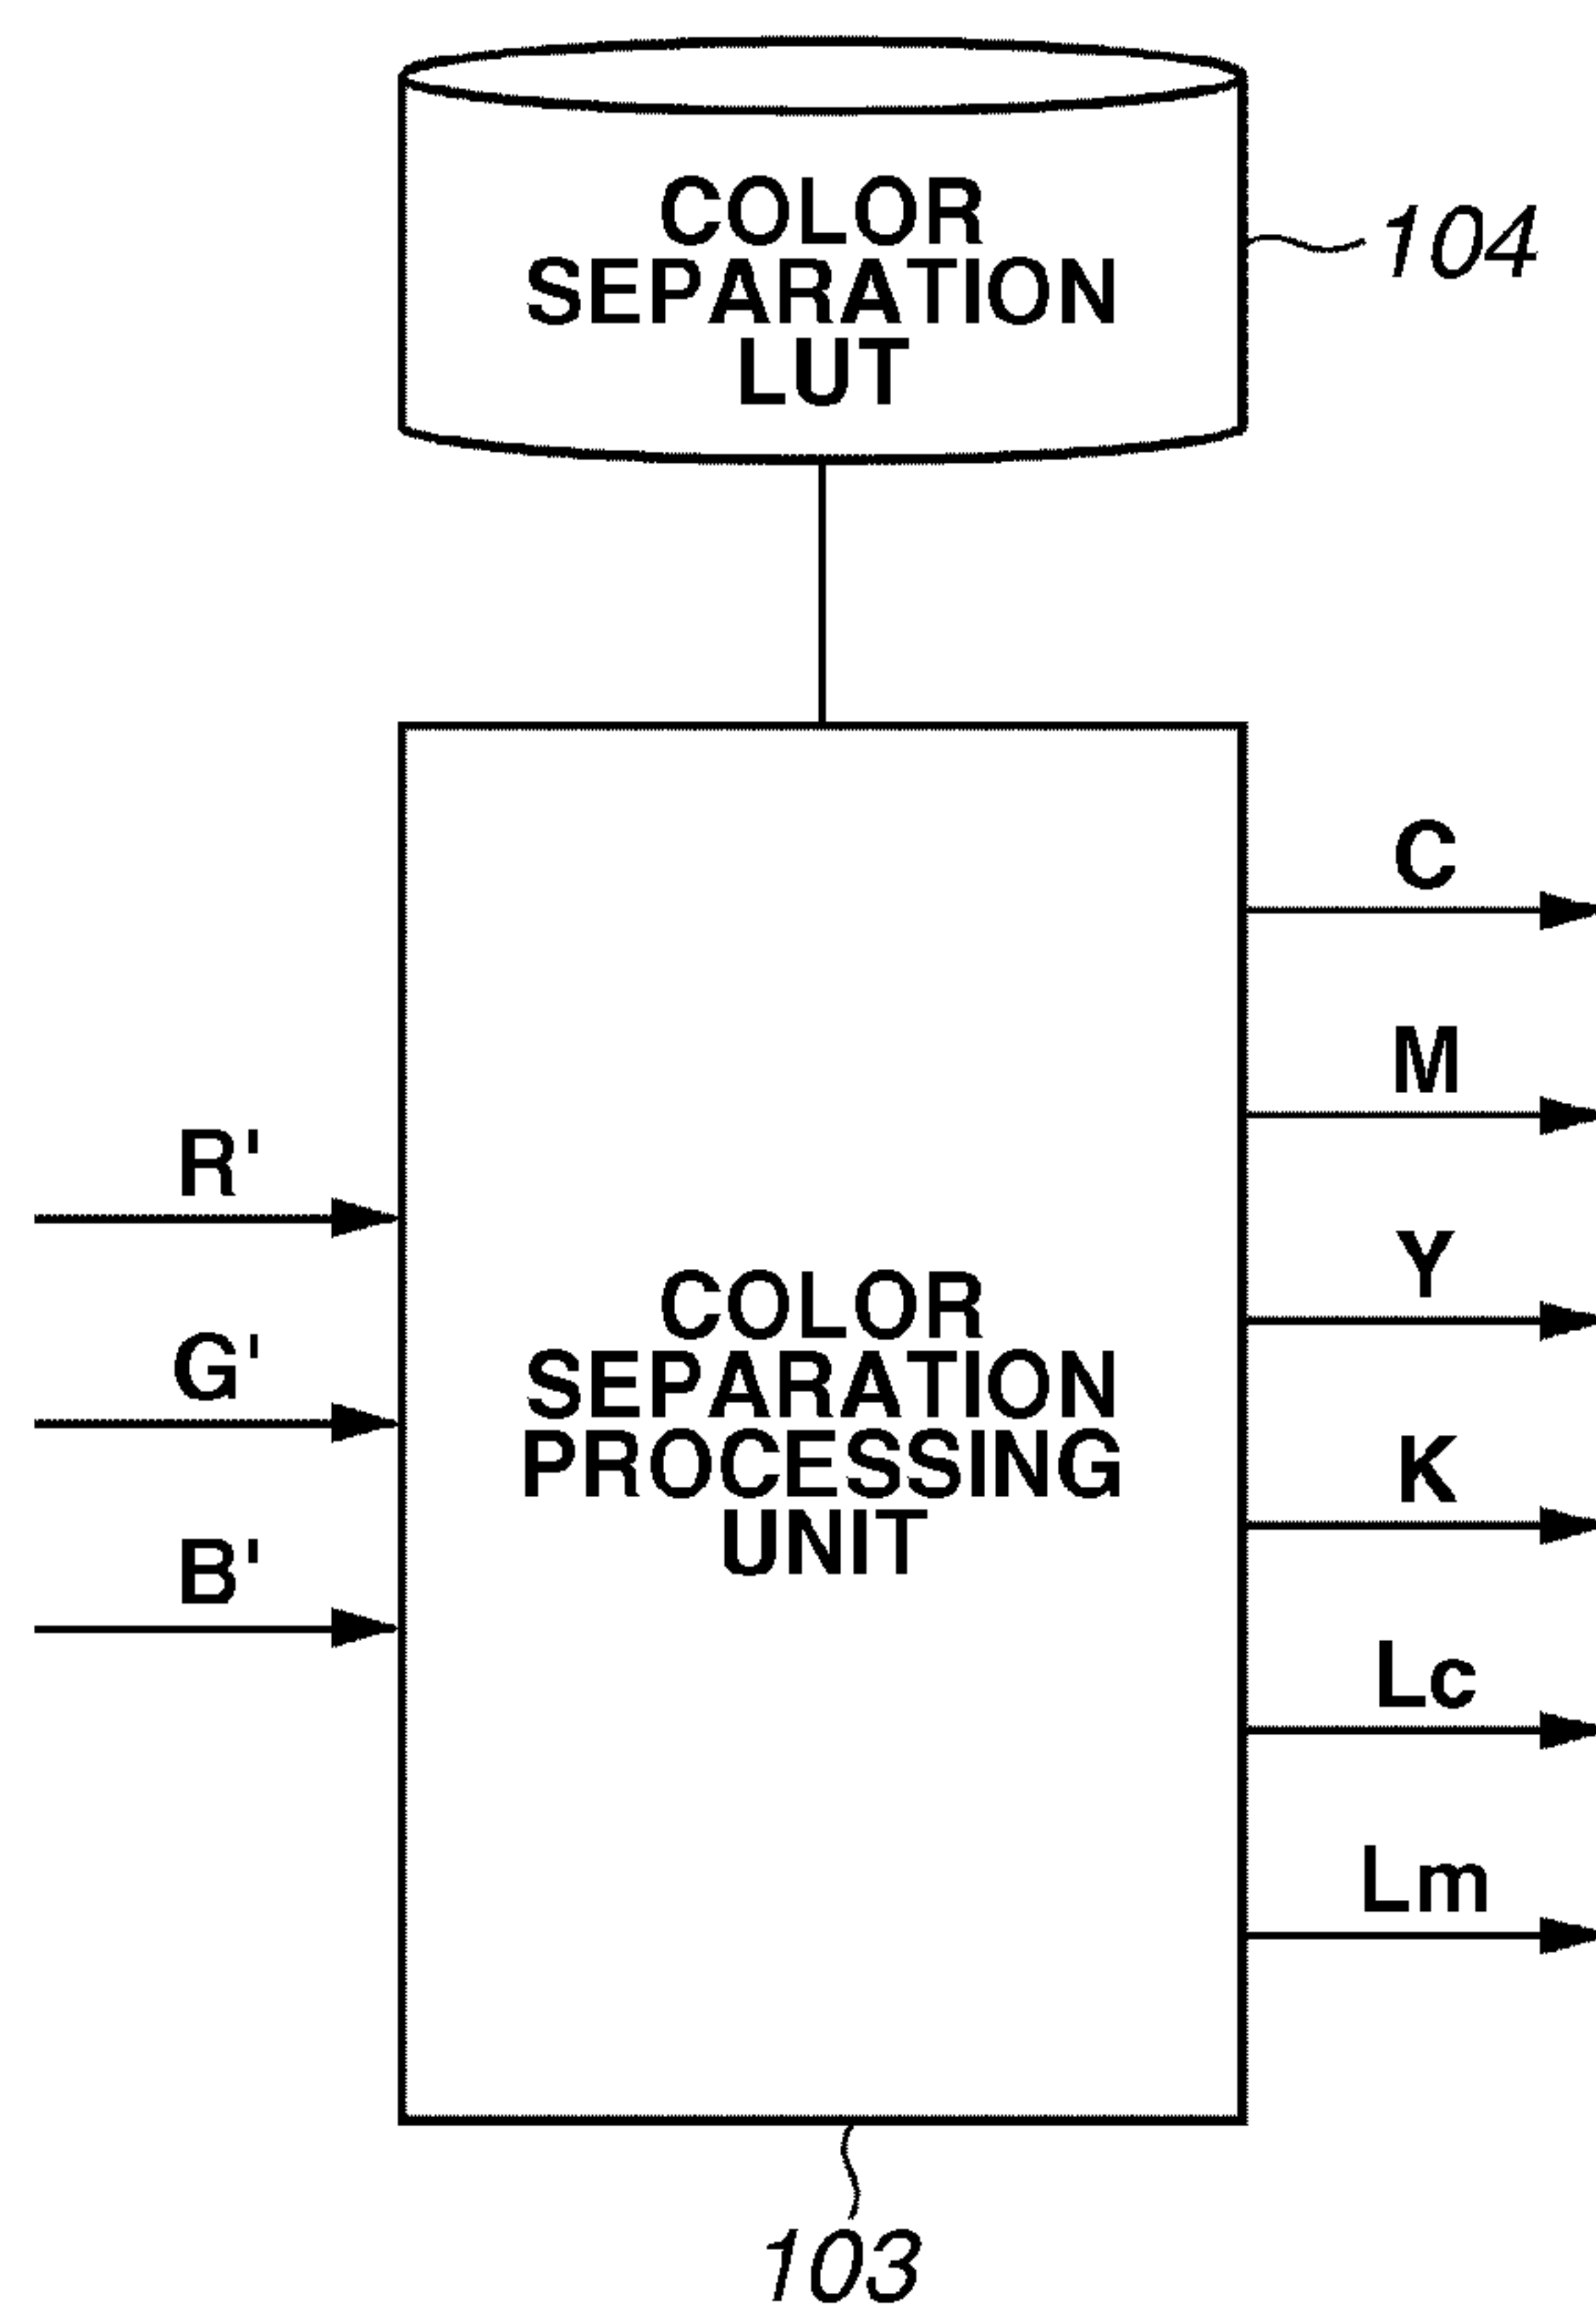 COLOR
SEPARATION
LUT
104
C
M
R'
Y
G'
COLOR
SEPARATION
PROCESSING
UNIT
K
B'
Lc
Lm
103